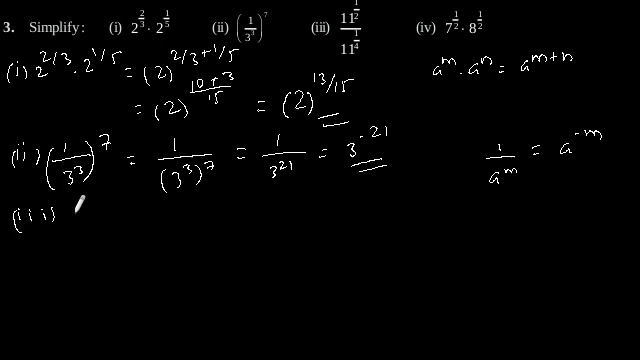 3. Simplify: (i) 2^{2/3} · 2^{1/5} (ii) (1/3^3)^7 (iii) 11^{1/2}/11^{1/4} (iv) 7^{1/2} · 8^{1/2}
(i) 2^{2/3} · 2^{1/5} = (2)^{2/3+1/5} a^m · a^n = a^{m+n}
= (2)^{(10+3)/15} = (2)^{13/15}
(ii) (1/3^3)^7 = 1/(3^3)^7 = 1/3^{21} = 3^{-21} 1/a^m = a^{-m}
(iii)